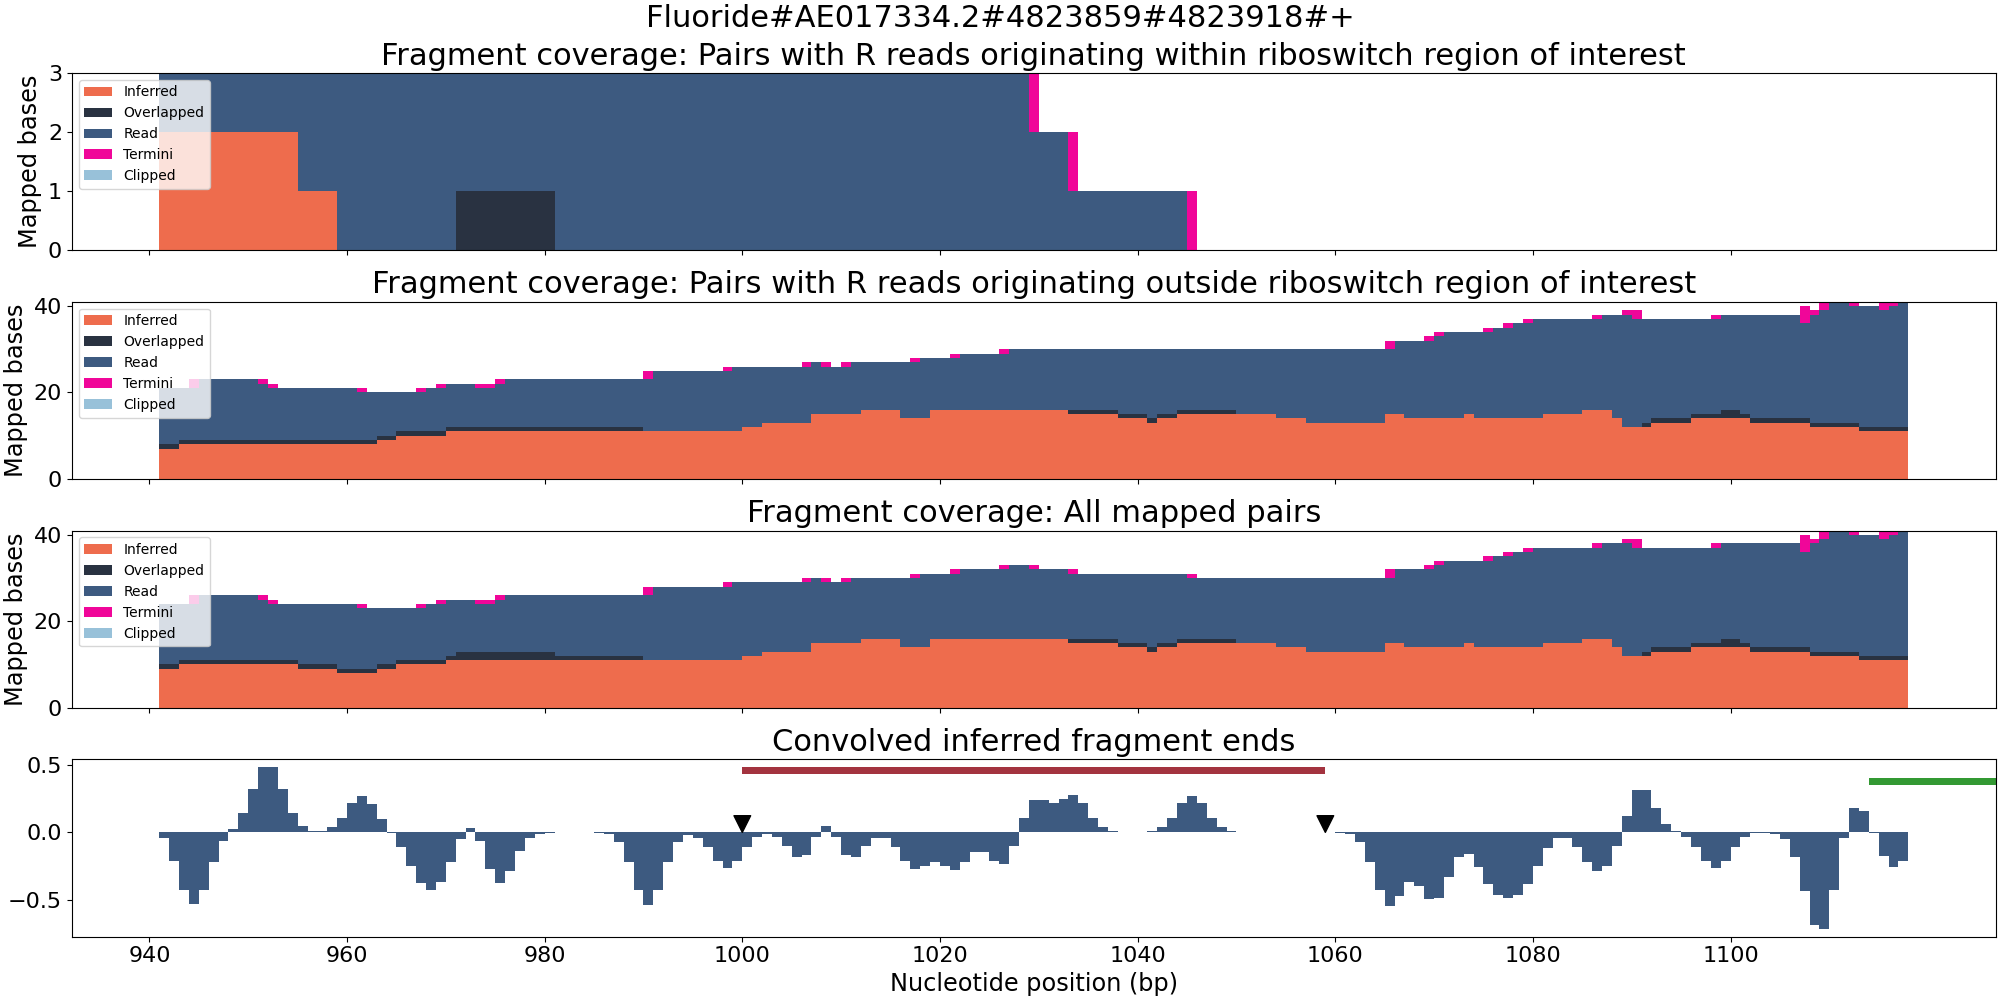 Fluoride#AE017334.2#4823859#4823918#+
Fragment coverage: Pairs with R reads originating within riboswitch region of interest
Mapped bases
3
2
1
0
Inferred
Overlapped
Read
Termini
Clipped
Fragment coverage: Pairs with R reads originating outside riboswitch region of interest
Mapped bases
40
20
0
Inferred
Overlapped
Read
Termini
Clipped
Fragment coverage: All mapped pairs
Mapped bases
40
20
0
Inferred
Overlapped
Read
Termini
Clipped
Convolved inferred fragment ends
0.5
0.0
−0.5
940 960 980 1000 1020 1040 1060 1080 1100
Nucleotide position (bp)